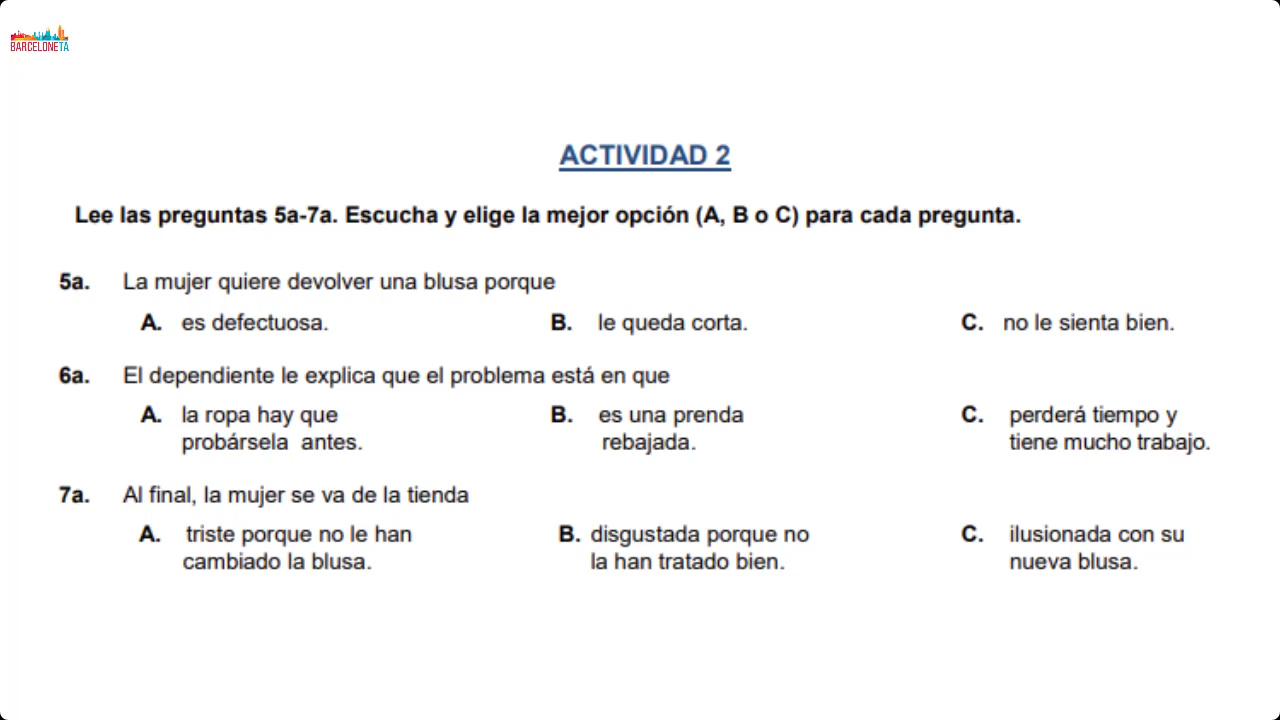 BARCELONETA
ACTIVIDAD 2
Lee las preguntas 5a-7a. Escucha y elige la mejor opción (A, B o C) para cada pregunta.
5a. La mujer quiere devolver una blusa porque
A. es defectuosa. B. le queda corta. C. no le sienta bien.
6a. El dependiente le explica que el problema está en que
A. la ropa hay que B. es una prenda C. perderá tiempo y
probársela antes. rebajada. tiene mucho trabajo.
7a. Al final, la mujer se va de la tienda
A. triste porque no le han B. disgustada porque no C. ilusionada con su
cambiado la blusa. la han tratado bien. nueva blusa.